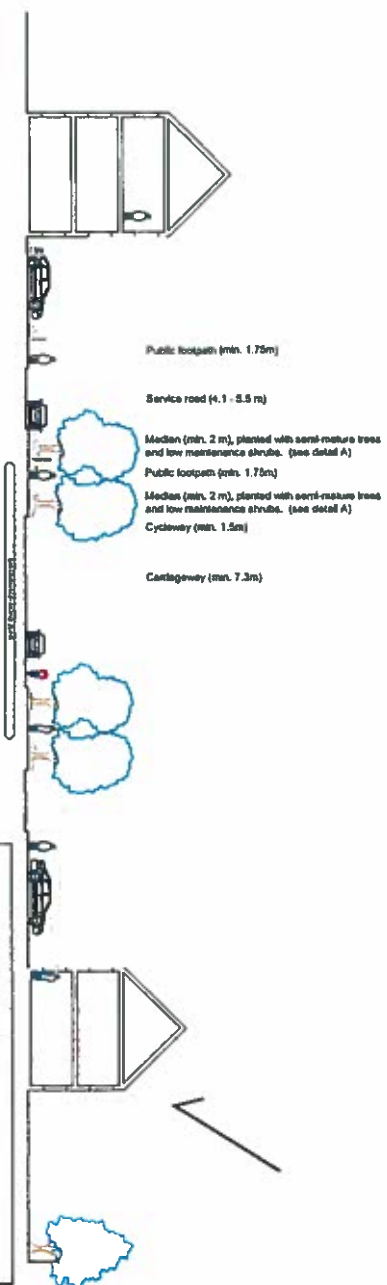 Public footpath (min. 1.75m)
Service road (4.1 - 5.5 m)
Median (min. 2 m), planted with semi-mature trees
and low maintenance shrubs. (see detail A)
Public footpath (min. 1.75m)
Median (min. 2 m), planted with semi-mature trees
and low maintenance shrubs. (see detail A)
Cycleway (min. 1.5m)
Carriageway (min. 7.3m)